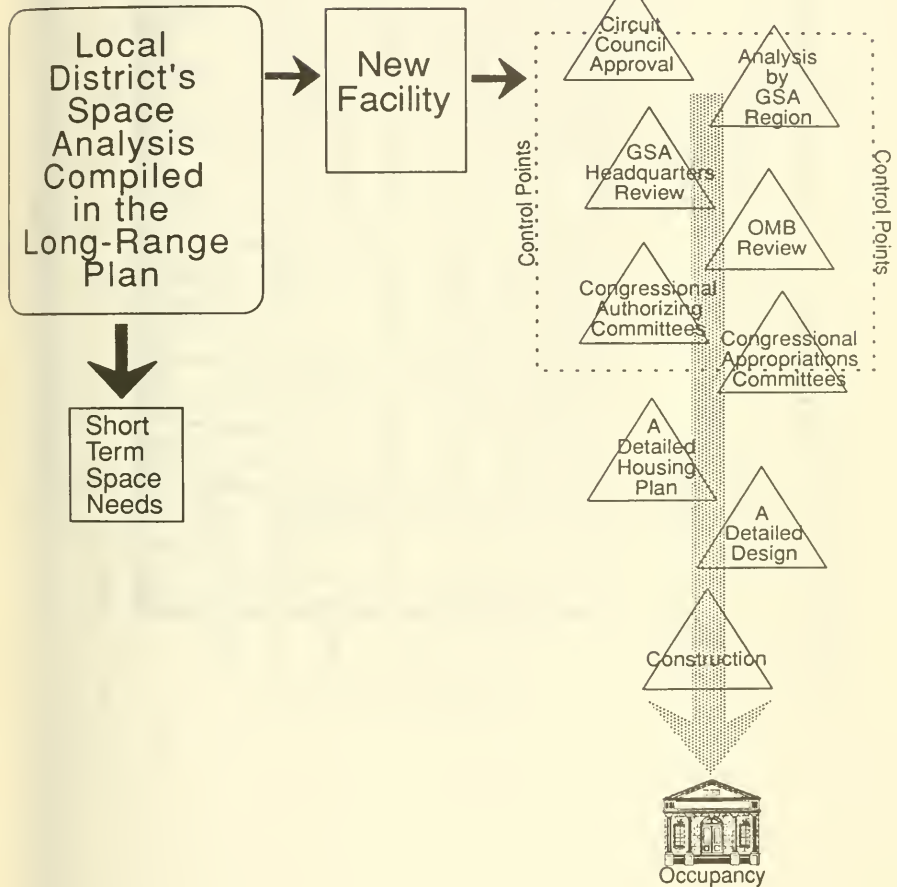 Local
District's
Space
Analysis
Compiled
in the
Long-Range
Plan
New
Facility
Short
Term
Space
Needs
Control Points
Circuit
Council
Approval
Analysis
by
GSA
Region
GSA
Headquarters
Review
OMB
Review
Congressional
Authorizing
Committees
Congressional
Appropriations
Committees
Control Points
A
Detailed
Housing
Plan
A
Detailed
Design
Construction
Occupancy